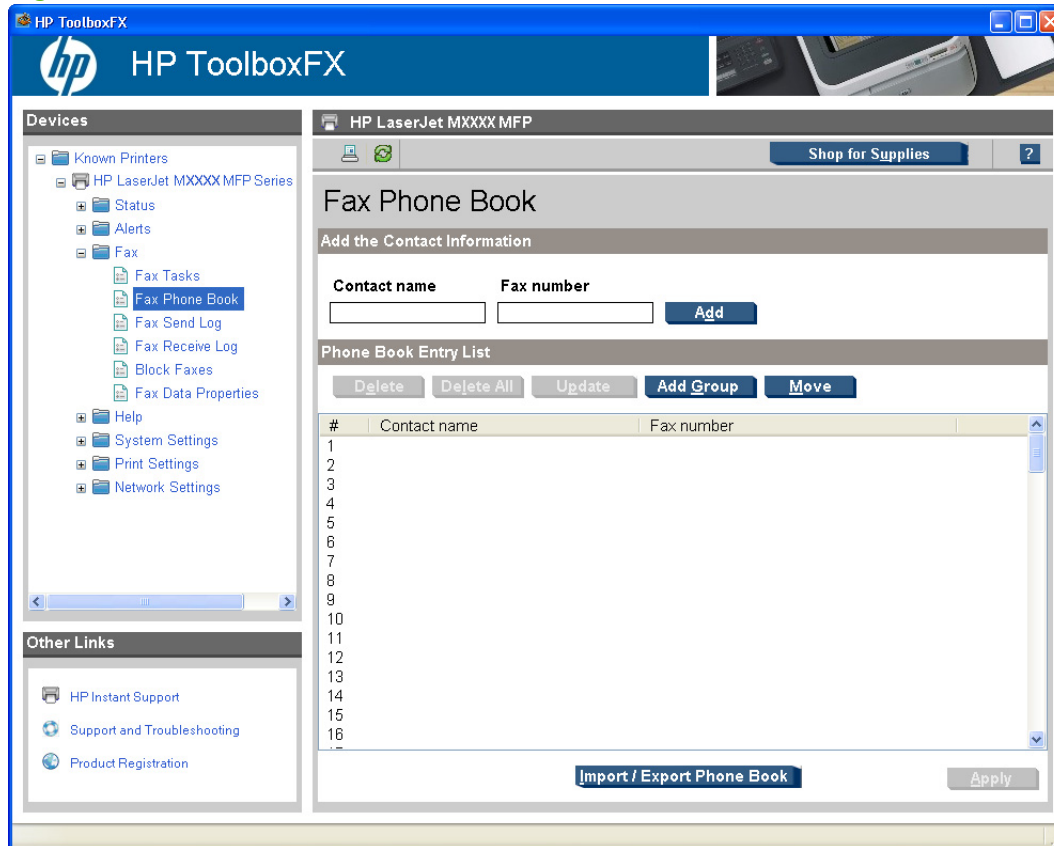 HP ToolboxFX
hp HP ToolboxFX
Devices
Known Printers
HP LaserJet MXXXX MFP Series
Status
Alerts
Fax
Fax Tasks
Fax Phone Book
Fax Send Log
Fax Receive Log
Block Faxes
Fax Data Properties
Help
System Settings
Print Settings
Network Settings
Other Links
HP Instant Support
Support and Troubleshooting
Product Registration
HP LaserJet MXXXX MFP
Shop for Supplies ?
Fax Phone Book
Add the Contact Information
Contact name Fax number
Add
Phone Book Entry List
Delete Delete All Update Add Group Move
# Contact name Fax number
1
2
3
4
5
6
7
8
9
10
11
12
13
14
15
16
Import / Export Phone Book Apply